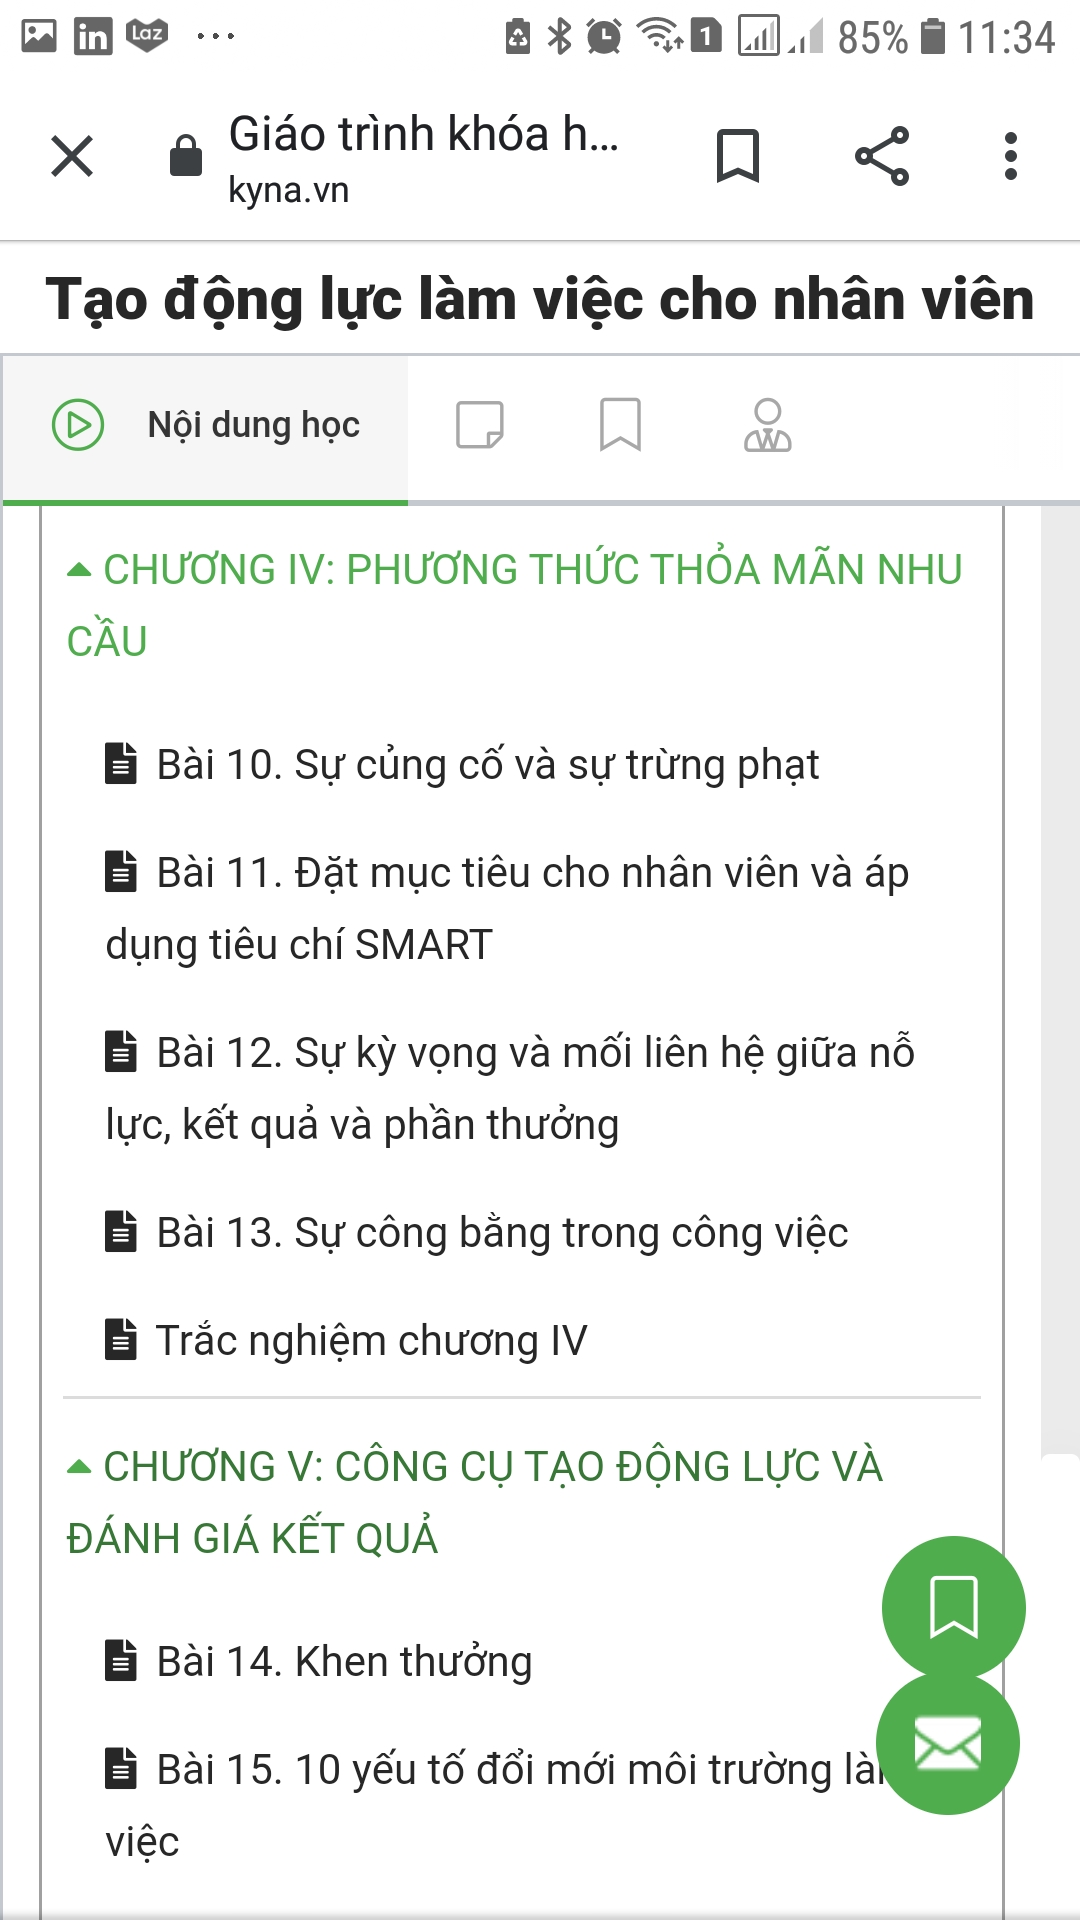 Laz
1
85%
11:34
Giáo trình khóa h...
kyna.vn
Tạo động lực làm việc cho nhân viên
Nội dung học
CHƯƠNG IV: PHƯƠNG THỨC THỎA MÃN NHU
CẦU
Bài 10. Sự củng cố và sự trừng phạt
Bài 11. Đặt mục tiêu cho nhân viên và áp
dụng tiêu chí SMART
Bài 12. Sự kỳ vọng và mối liên hệ giữa nỗ
lực, kết quả và phần thưởng
Bài 13. Sự công bằng trong công việc
Trắc nghiệm chương IV
CHƯƠNG V: CÔNG CỤ TẠO ĐỘNG LỰC VÀ
ĐÁNH GIÁ KẾT QUẢ
Bài 14. Khen thưởng
Bài 15. 10 yếu tố đổi mới môi trường
việc